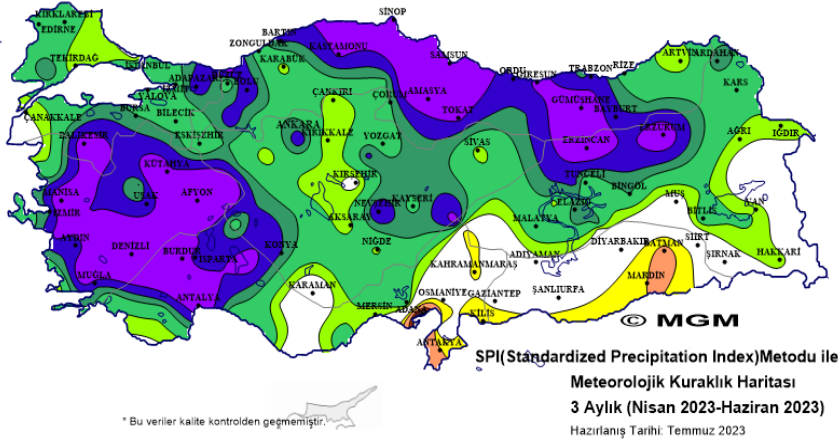 SİNOP
KIRKLARELİ
EDİRNE
BARTIN
ZONGULDAK
KASTAMONU
TEKİRDAĞ
İSTANBUL
KARABÜK
SAMSUN
ORDU
GİRESUN
TRABZON
RİZE
ARTVİN
ARDAHAN
ADAPAZARI
BOLU
YALOVA
ÇANKIRI
ÇORUM
AMASYA
TOKAT
GÜMÜŞHANE
BAYBURT
KARS
ÇANAKKALE
BURSA
BİLECİK
ESKİŞEHİR
ANKARA
KIRIKKALE
YOZGAT
SİVAS
ERZİNCAN
ERZURUM
AĞRI
IĞDIR
BALIKESİR
KÜTAHYA
KIRŞEHİR
TUNCELİ
BİNGÖL
MUŞ
MANİSA
UŞAK
AFYON
NEVŞEHİR
KAYSERİ
ELAZIĞ
MALATYA
BİTLİS
VAN
İZMİR
AKSARAY
AYDIN
DENİZLİ
BURDUR
ISPARTA
KONYA
NİĞDE
DİYARBAKIR
BATMAN
SİİRT
ŞIRNAK
HAKKARİ
ADIYAMAN
KAHRAMANMARAŞ
MUĞLA
KARAMAN
MARDİN
ANTALYA
MERSİN
ADANA
OSMANİYE
GAZİANTEP
ŞANLIURFA
KİLİS
ANTAKYA
© MGM
SPI(Standardized Precipitation Index)Metodu ile
Meteorolojik Kuraklık Haritası
3 Aylık (Nisan 2023-Haziran 2023)
Hazırlanış Tarihi: Temmuz 2023
* Bu veriler kalite kontrolden geçmemiştir.